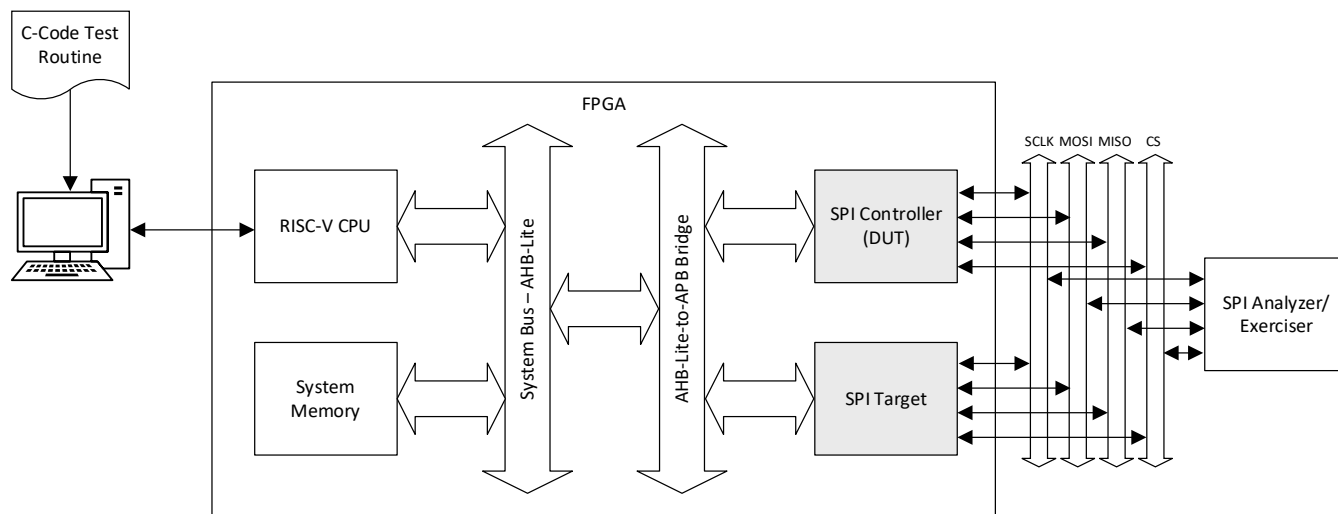 C-Code Test
Routine
FPGA
SCLK MOSI MISO CS
RISC-V CPU
System Bus – AHB-Lite
AHB-Lite-to-APB Bridge
SPI Controller
(DUT)
SPI Analyzer/
Exerciser
System
Memory
SPI Target